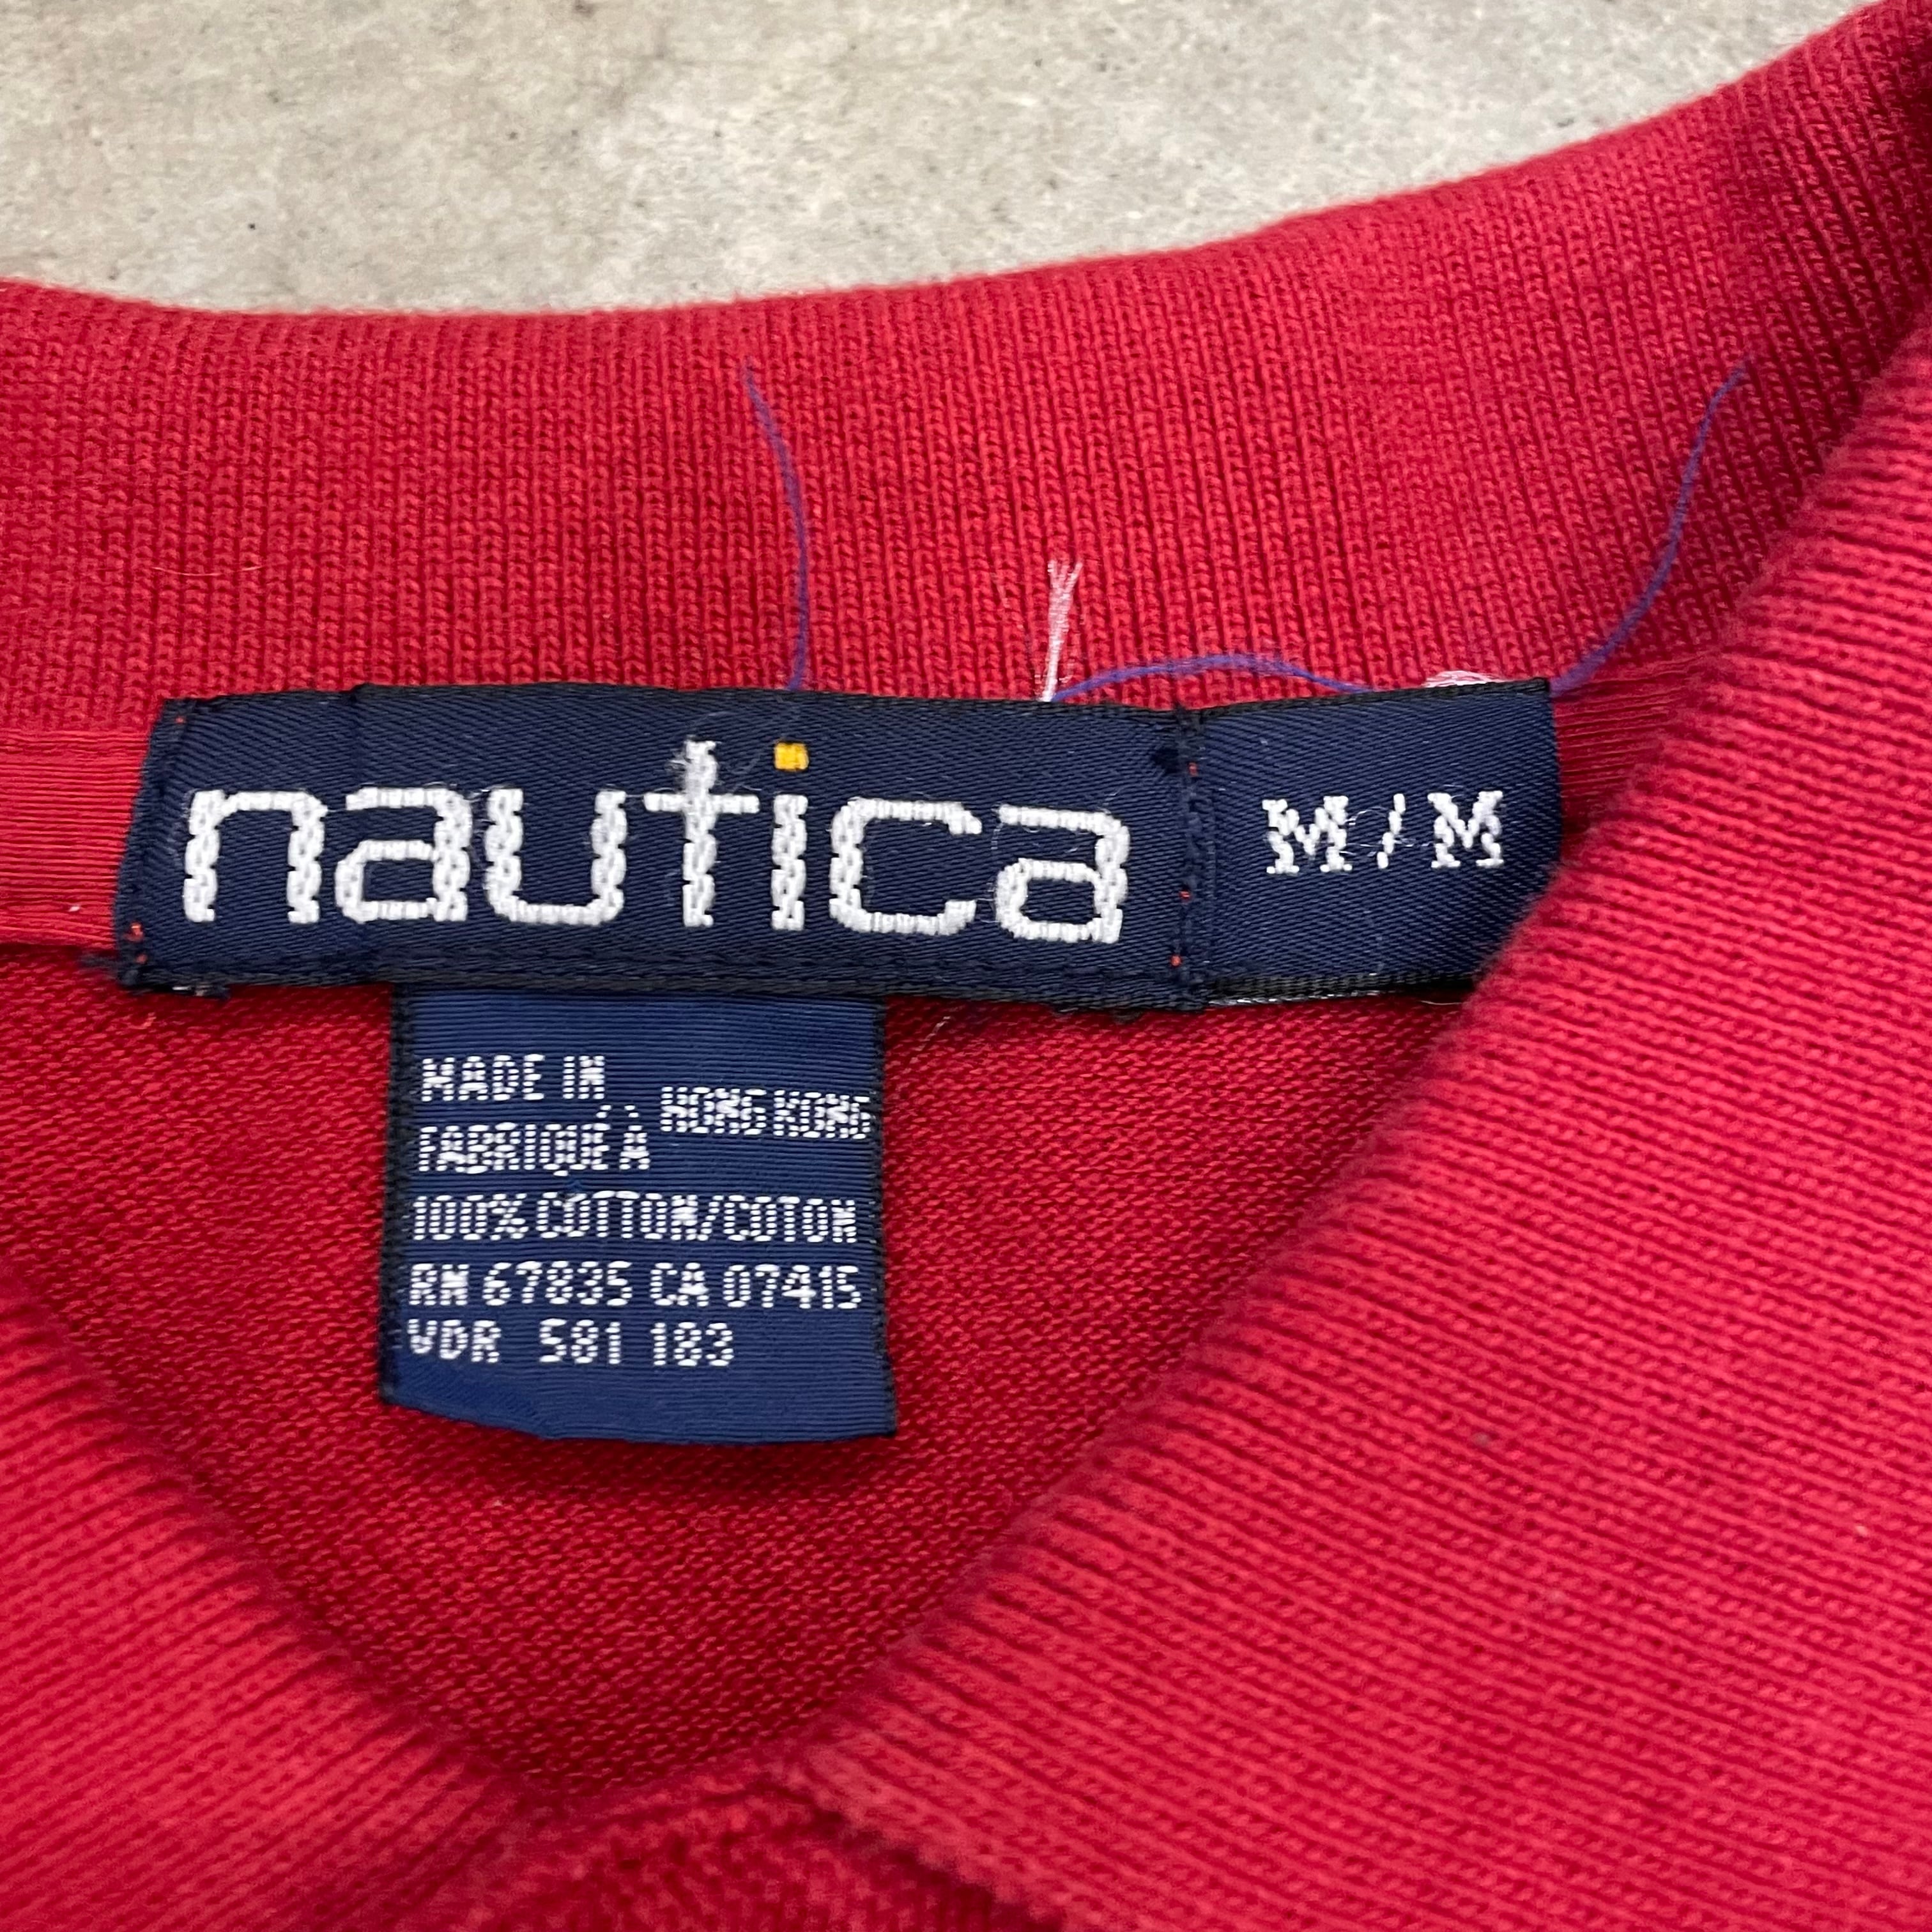 nautica
M/M
MADE IN
HONG KONG
FABRIQUÉ À
100% COTTON/COTON
RN 67835 CA 07415
VDR 581 183